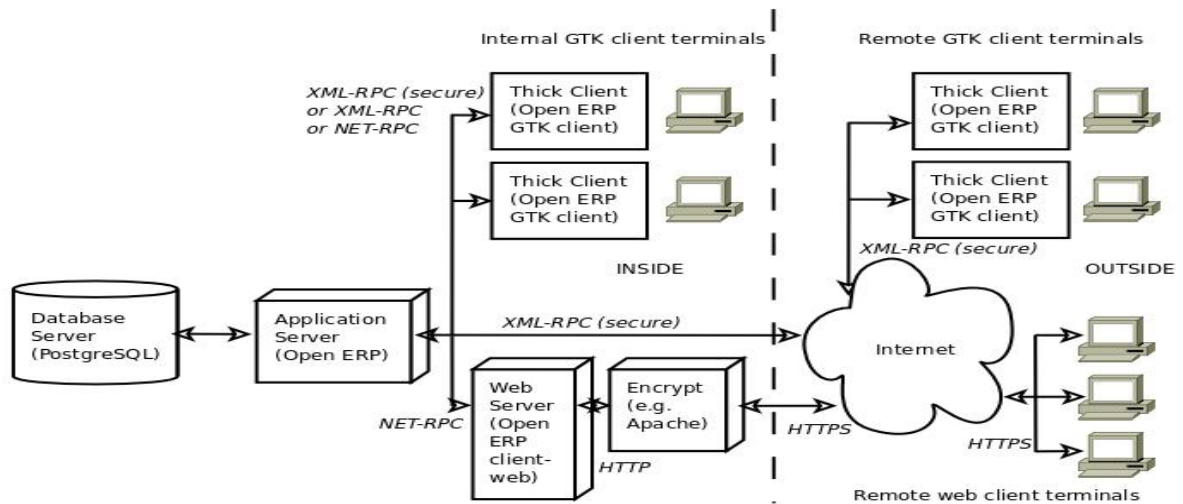 Internal GTK client terminals
Remote GTK client terminals
XML-RPC (secure)
or XML-RPC
or NET-RPC
Thick Client
(Open ERP
GTK client)
Thick Client
(Open ERP
GTK client)
Thick Client
(Open ERP
GTK client)
Thick Client
(Open ERP
GTK client)
XML-RPC (secure)
INSIDE
OUTSIDE
Database
Server
(PostgreSQL)
Application
Server
(Open ERP)
XML-RPC (secure)
Internet
NET-RPC
Web
Server
(Open
ERP
client-
web)
HTTP
Encrypt
(e.g.
Apache)
HTTPS
HTTPS
Remote web client terminals